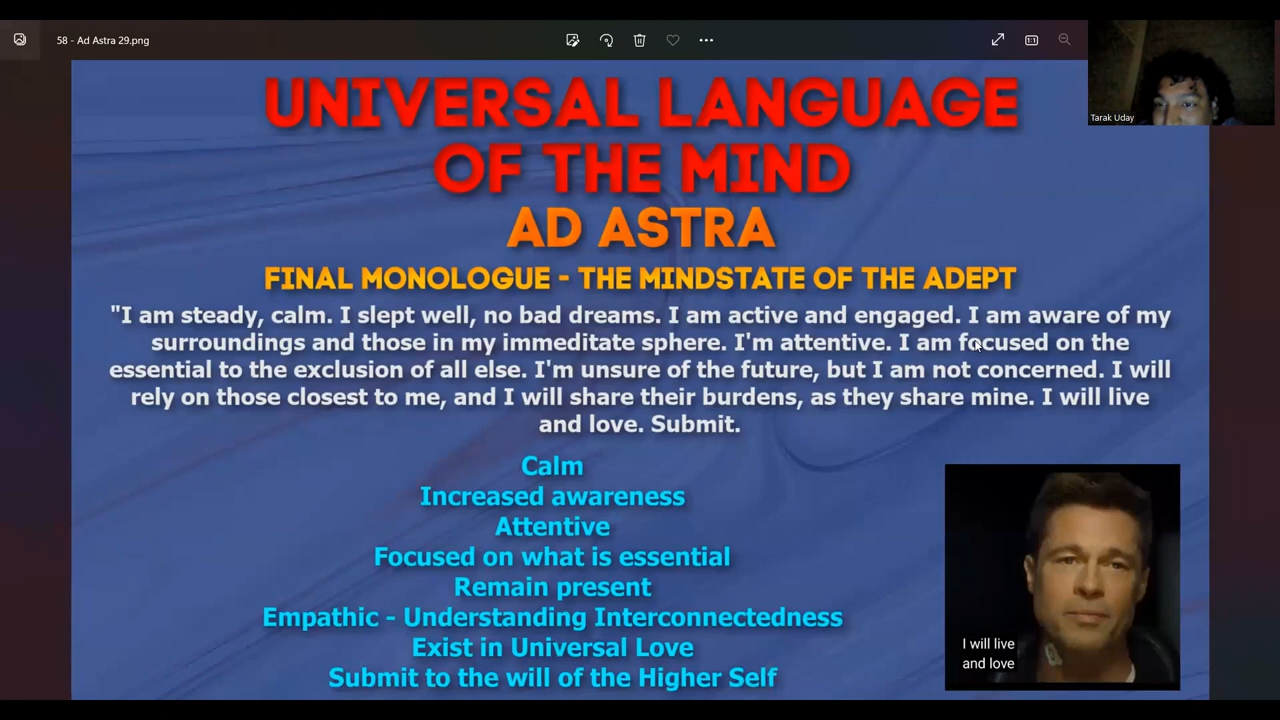 58 - Ad Astra 29.png
Tarak Uday
UNIVERSAL LANGUAGE
OF THE MIND
AD ASTRA
FINAL MONOLOGUE - THE MINDSTATE OF THE ADEPT
"I am steady, calm. I slept well, no bad dreams. I am active and engaged. I am aware of my
surroundings and those in my immeditate sphere. I'm attentive. I am focused on the
essential to the exclusion of all else. I'm unsure of the future, but I am not concerned. I will
rely on those closest to me, and I will share their burdens, as they share mine. I will live
and love. Submit.
Calm
Increased awareness
Attentive
Focused on what is essential
Remain present
Empathic - Understanding Interconnectedness
Exist in Universal Love
Submit to the will of the Higher Self
I will live
and love